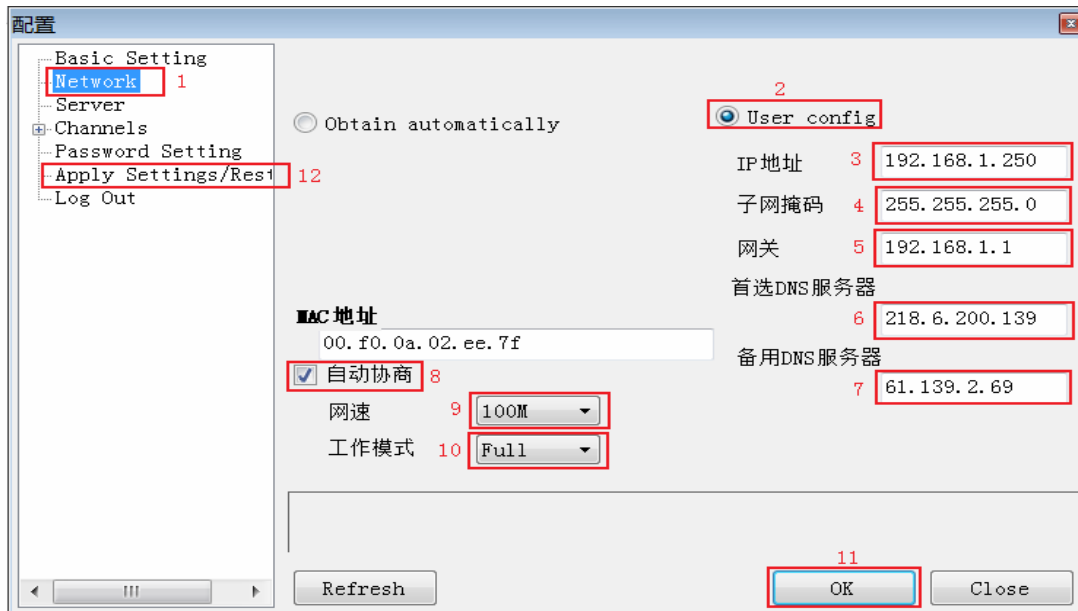 配置
Basic Setting
Network 1
Server
Channels
Password Setting
Apply Settings/Rest 12
Log Out
Obtain automatically
2
User config
IP地址 3 192.168.1.250
子网掩码 4 255.255.255.0
网关 5 192.168.1.1
首选DNS服务器
6 218.6.200.139
备用DNS服务器
7 61.139.2.69
MAC地址
00.f0.0a.02.ee.7f
自动协商 8
网速 9 100M
工作模式 10 Full
11
Refresh
OK
Close